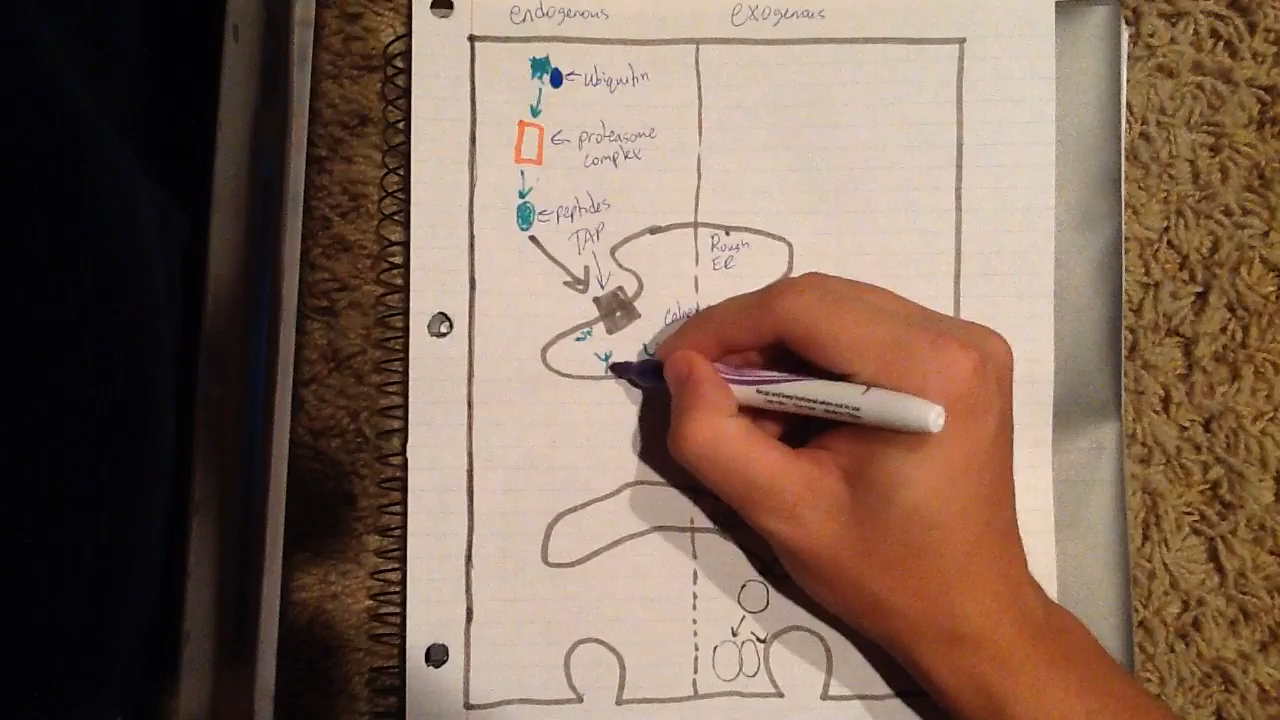 endogenous
exogenous
ubiquitin
proteasome
complex
peptides
TAP
Rough
ER